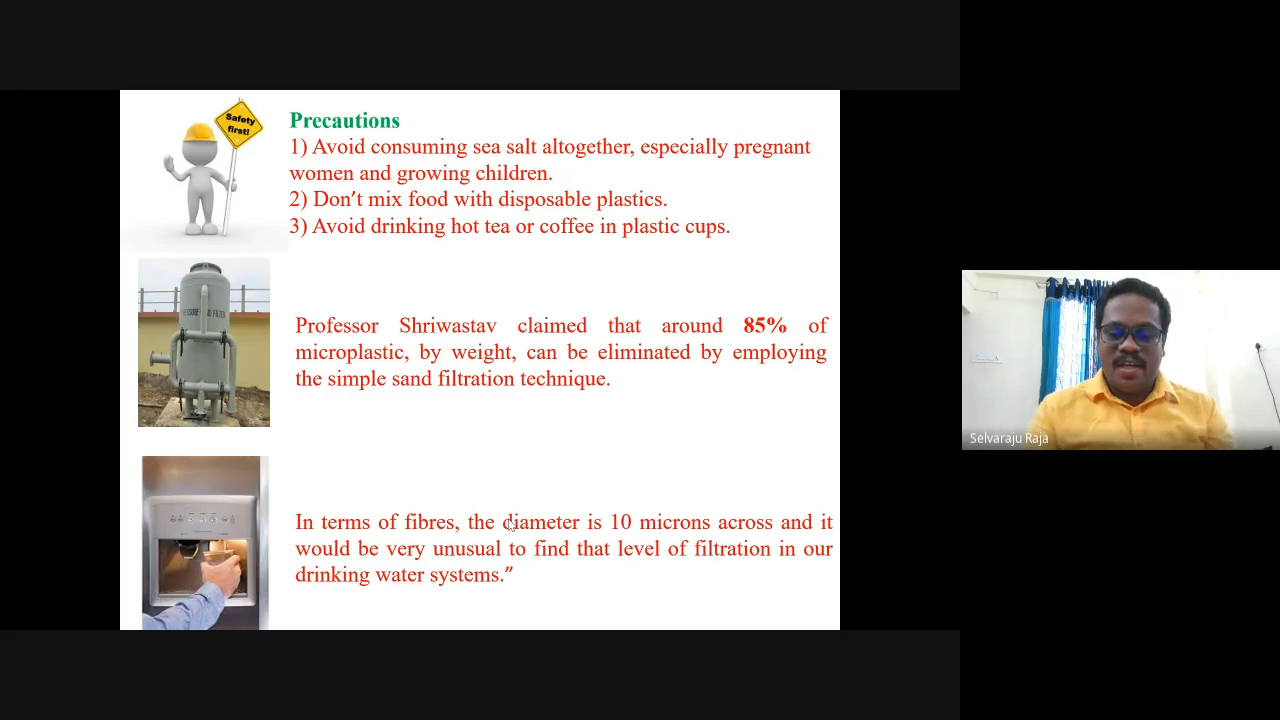 Safety
first!
Precautions
1) Avoid consuming sea salt altogether, especially pregnant
women and growing children.
2) Don't mix food with disposable plastics.
3) Avoid drinking hot tea or coffee in plastic cups.
Professor Shriwastav claimed that around 85% of
microplastic, by weight, can be eliminated by employing
the simple sand filtration technique.
In terms of fibres, the diameter is 10 microns across and it
would be very unusual to find that level of filtration in our
drinking water systems.”
Selvaraju Raja